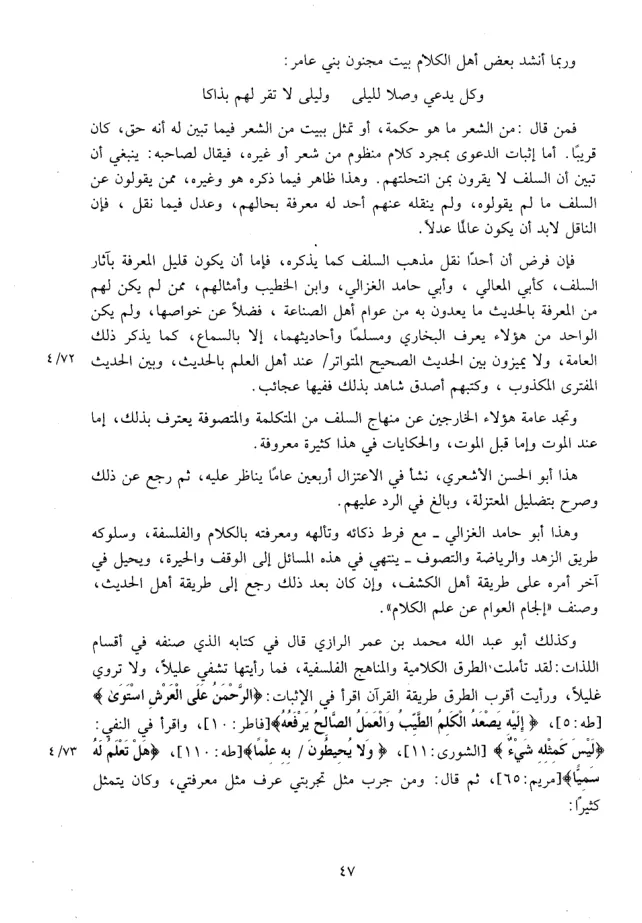 وربما أنشد بعض أهل الكلام بيت مجنون بني عامر:
وكل يدعي وصلا لليلى وليلى لا تقر لهم بذاكا
فمن قال: من الشعر ما هو حكمة، أو تمثل ببيت من الشعر فيما تبين له أنه حق، كان
قريبًا. أما إثبات الدعوى بمجرد كلام منظوم من شعر أو غيره، فيقال لصاحبه: ينبغي أن
تبين أن السلف لا يقرون بمن انتحلتهم. وهذا ظاهر فيما ذكره هو وغيره، ممن يقولون عن
السلف ما لم يقولوه، ولم ينقله عنهم أحد له معرفة بحالهم، وعدل فيما نقل، فإن
الناقل لابد أن يكون عالمًا عدلاً.
فإن فرض أن أحدًا نقل مذهب السلف كما يذكره، فإما أن يكون قليل المعرفة بآثار
السلف، كأبي المعالي، وأبي حامد الغزالي، وابن الخطيب وأمثالهم، ممن لم يكن لهم
من المعرفة بالحديث ما يعدون به من عوام أهل الصناعة، فضلاً عن خواصها، ولم يكن
الواحد من هؤلاء يعرف البخاري ومسلمًا وأحاديثهما، إلا بالسماع، كما يذكر ذلك
العامة، ولا يميزون بين الحديث الصحيح المتواتر/ عند أهل العلم بالحديث، وبين الحديث ٤/٧٢
المفترى المكذوب، وكتبهم أصدق شاهد بذلك ففيها عجائب.
وتجد عامة هؤلاء الخارجين عن منهاج السلف من المتكلمة والمتصوفة يعترف بذلك، إما
عند الموت وإما قبل الموت، والحكايات في هذا كثيرة معروفة.
هذا أبو الحسن الأشعري، نشأ في الاعتزال أربعين عامًا يناظر عليه، ثم رجع عن ذلك
وصرح بتضليل المعتزلة، وبالغ في الرد عليهم.
وهذا أبو حامد الغزالي ــ مع فرط ذكائه وتألهه ومعرفته بالكلام والفلسفة، وسلوكه
طريق الزهد والرياضة والتصوف ــ ينتهي في هذه المسائل إلى الوقف والحيرة، ويحيل في
آخر أمره على طريقة أهل الكشف، وإن كان بعد ذلك رجع إلى طريقة أهل الحديث،
وصنف «إلجام العوام عن علم الكلام».
وكذلك أبو عبد الله محمد بن عمر الرازي قال في كتابه الذي صنفه في أقسام
اللذات: لقد تأملت الطرق الكلامية والمناهج الفلسفية، فما رأيتها تشفي عليلاً، ولا تروي
غليلاً، ورأيت أقرب الطرق طريقة القرآن اقرأ في الإثبات: ﴿الرَّحْمَنُ عَلَى الْعَرْشِ اسْتَوَىٰ﴾
[طه: ٥]، ﴿إِلَيْهِ يَصْعَدُ الْكَلِمُ الطَّيِّبُ وَالْعَمَلُ الصَّالِحُ يَرْفَعُهُ﴾[فاطر: ١٠]، واقرأ في النفي:
﴿لَيْسَ كَمِثْلِهِ شَيْءٌ﴾ [الشورى: ١١]، ﴿وَلا يُحِيطُونَ / بِهِ عِلْمًا﴾[طه: ١١٠]، ﴿هَلْ تَعْلَمُ لَهُ ٤/٧٣
سَمِيًّا﴾[مريم: ٦٥]، ثم قال: ومن جرب مثل تجربتي عرف مثل معرفتي، وكان يتمثل
كثيرًا:
٤٧